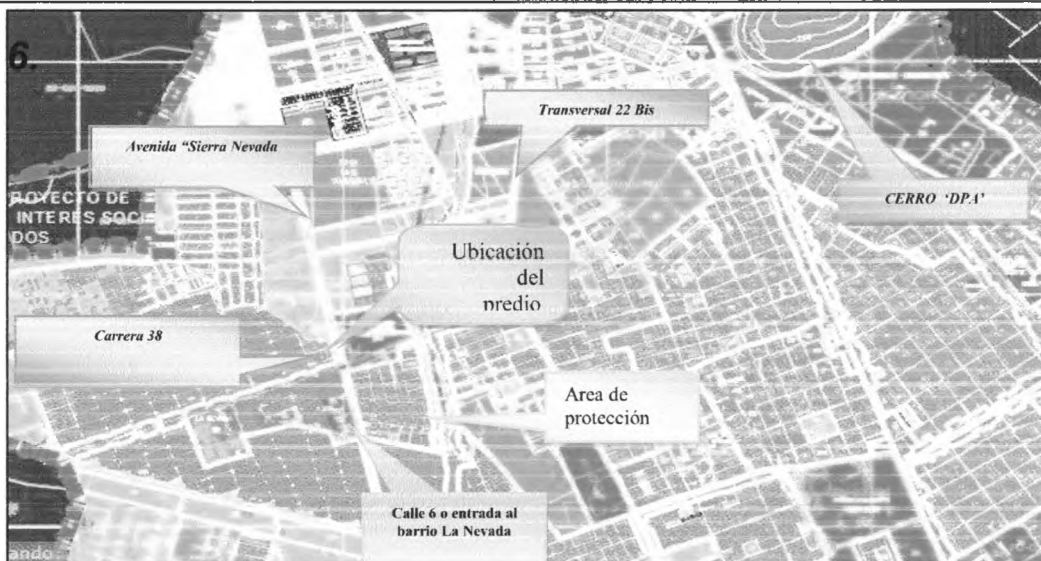 6.
Transversal 22 Bis
Avenida “Sierra Nevada
CERRO ‘DPA’
ROYECTO DE
INTERES SOCI
DOS
Ubicación
del
predio
Carrera 38
Area de
protección
Calle 6 o entrada al
barrio La Nevada
ando